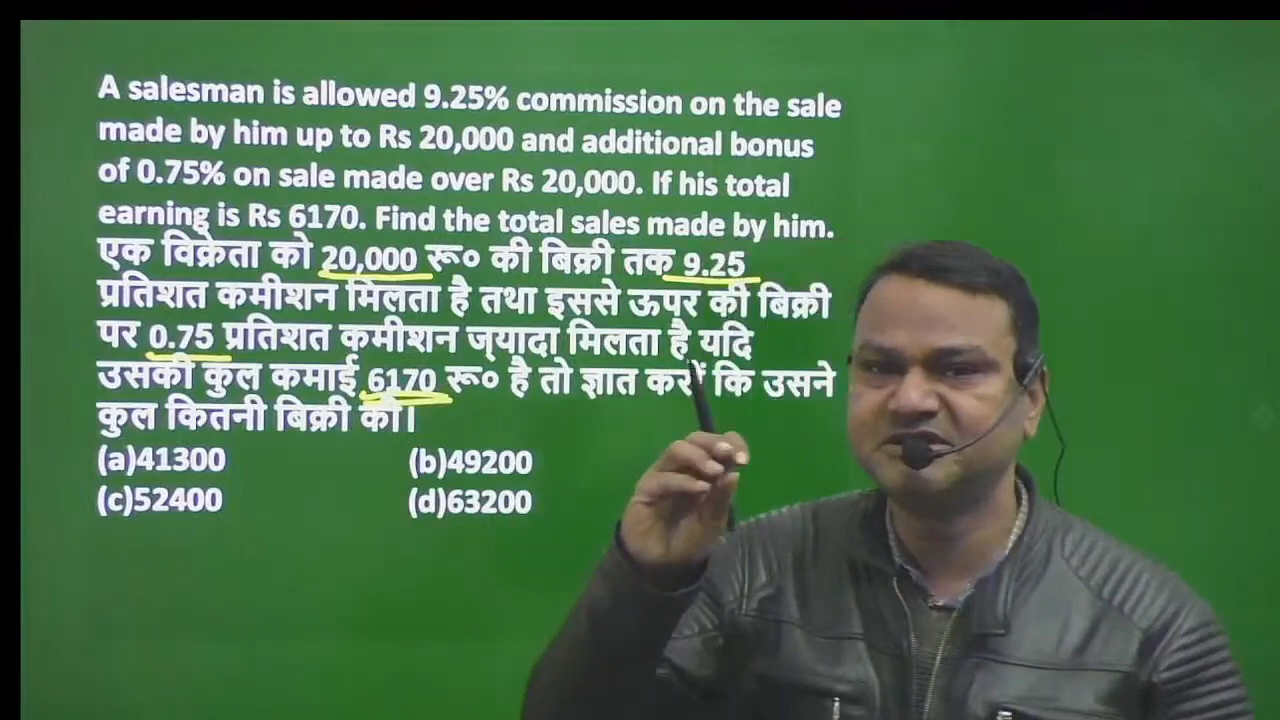 A salesman is allowed 9.25% commission on the sale
made by him up to Rs 20,000 and additional bonus
of 0.75% on sale made over Rs 20,000. If his total
earning is Rs 6170. Find the total sales made by him.
एक विक्रेता को 20,000 रू० की बिक्री तक 9.25
प्रतिशत कमीशन मिलता है तथा इससे ऊपर की बिक्री
पर 0.75 प्रतिशत कमीशन ज्यादा मिलता है यदि
उसकी कुल कमाई 6170 रू० है तो ज्ञात करों कि उसने
कुल कितनी बिक्री की।
(a)41300 (b)49200
(c)52400 (d)63200